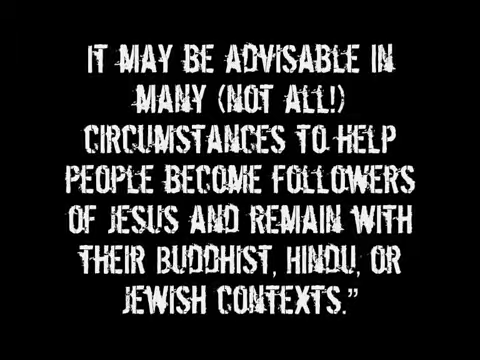 IT MAY BE ADVISABLE IN
MANY (NOT ALL!)
CIRCUMSTANCES TO HELP
PEOPLE BECOME FOLLOWERS
OF JESUS AND REMAIN WITH
THEIR BUDDHIST, HINDU, OR
JEWISH CONTEXTS."